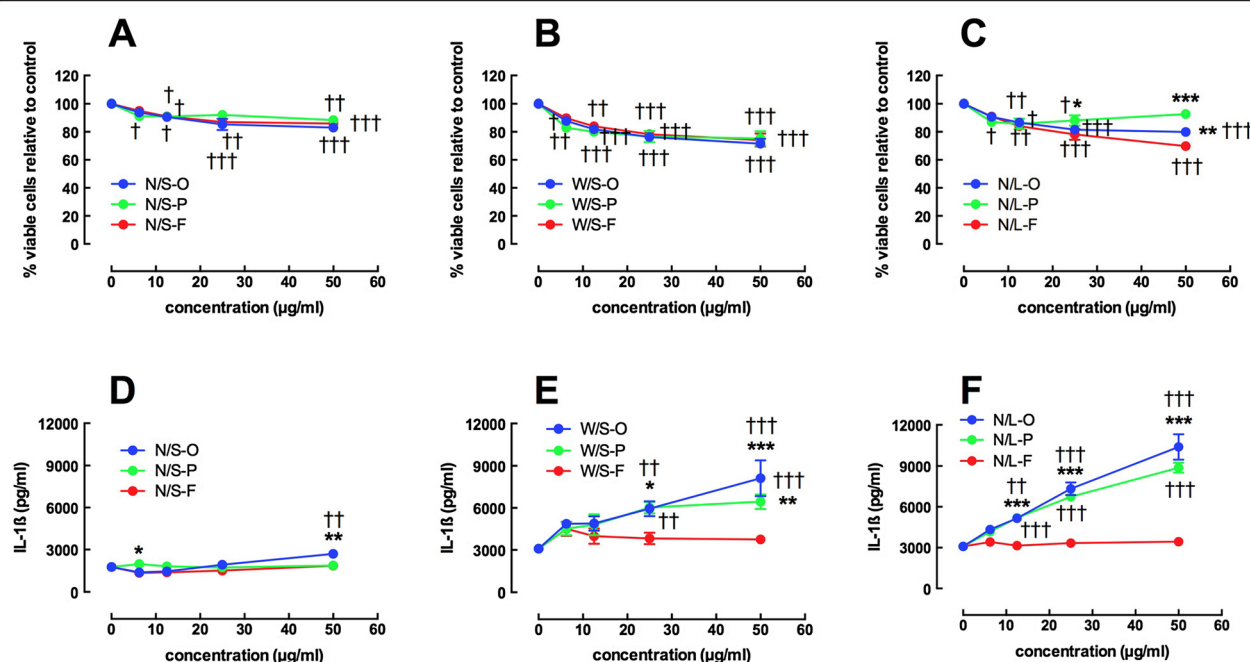 A
% viable cells relative to control
120
100
80
60
40
20
0
† † †† †††
† † †† ††† †††
N/S-O
N/S-P
N/S-F
0 10 20 30 40 50 60
concentration (µg/ml)
B
% viable cells relative to control
120
100
80
60
40
20
0
† †† ††† ††† ††† †††
†† ††† ††† ††† †††
W/S-O
W/S-P
W/S-F
0 10 20 30 40 50 60
concentration (µg/ml)
C
% viable cells relative to control
120
100
80
60
40
20
0
†† † †* ††† *** ** †††
† †† ††† †††
N/L-O
N/L-P
N/L-F
0 10 20 30 40 50 60
concentration (µg/ml)
D
IL-1ß (pg/ml)
12000
9000
6000
3000
0
N/S-O
N/S-P
N/S-F
*
††
**
0 10 20 30 40 50 60
concentration (µg/ml)
E
IL-1ß (pg/ml)
12000
9000
6000
3000
0
W/S-O
W/S-P
W/S-F
††
*
††
†††
***
†††
**
0 10 20 30 40 50 60
concentration (µg/ml)
F
IL-1ß (pg/ml)
12000
9000
6000
3000
0
N/L-O
N/L-P
N/L-F
††
***
†††
†††
***
†††
†††
***
†††
0 10 20 30 40 50 60
concentration (µg/ml)